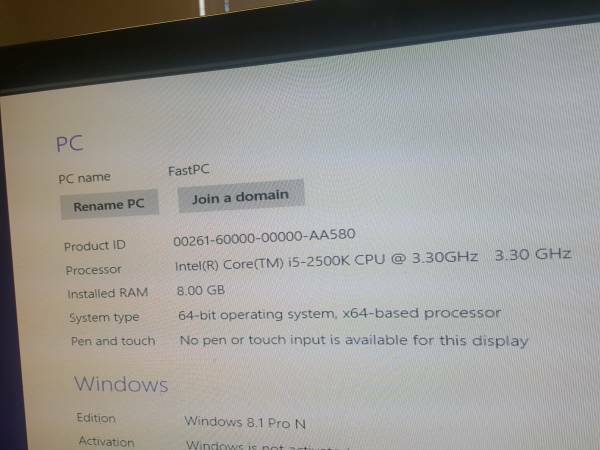 PC
PC name FastPC
Rename PC Join a domain
Product ID 00261-60000-00000-AA580
Processor Intel(R) Core(TM) i5-2500K CPU @ 3.30GHz 3.30 GHz
Installed RAM 8.00 GB
System type 64-bit operating system, x64-based processor
Pen and touch No pen or touch input is available for this display
Windows
Edition Windows 8.1 Pro N
Activation Windows is not